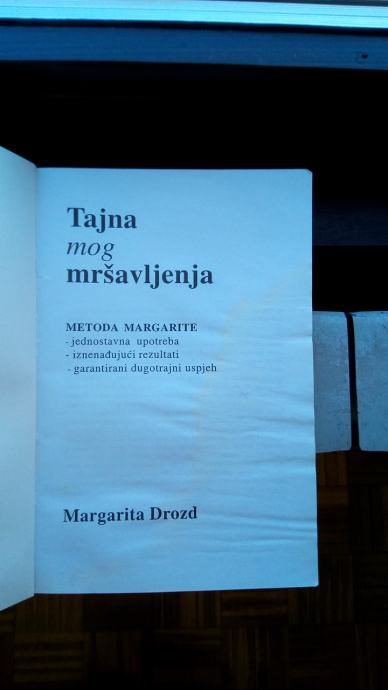 Tajna
mog
mršavljenja
METODA MARGARITE
- jednostavna upotreba
- iznenađujući rezultati
- garantirani dugotrajni uspjeh
Margarita Drozd